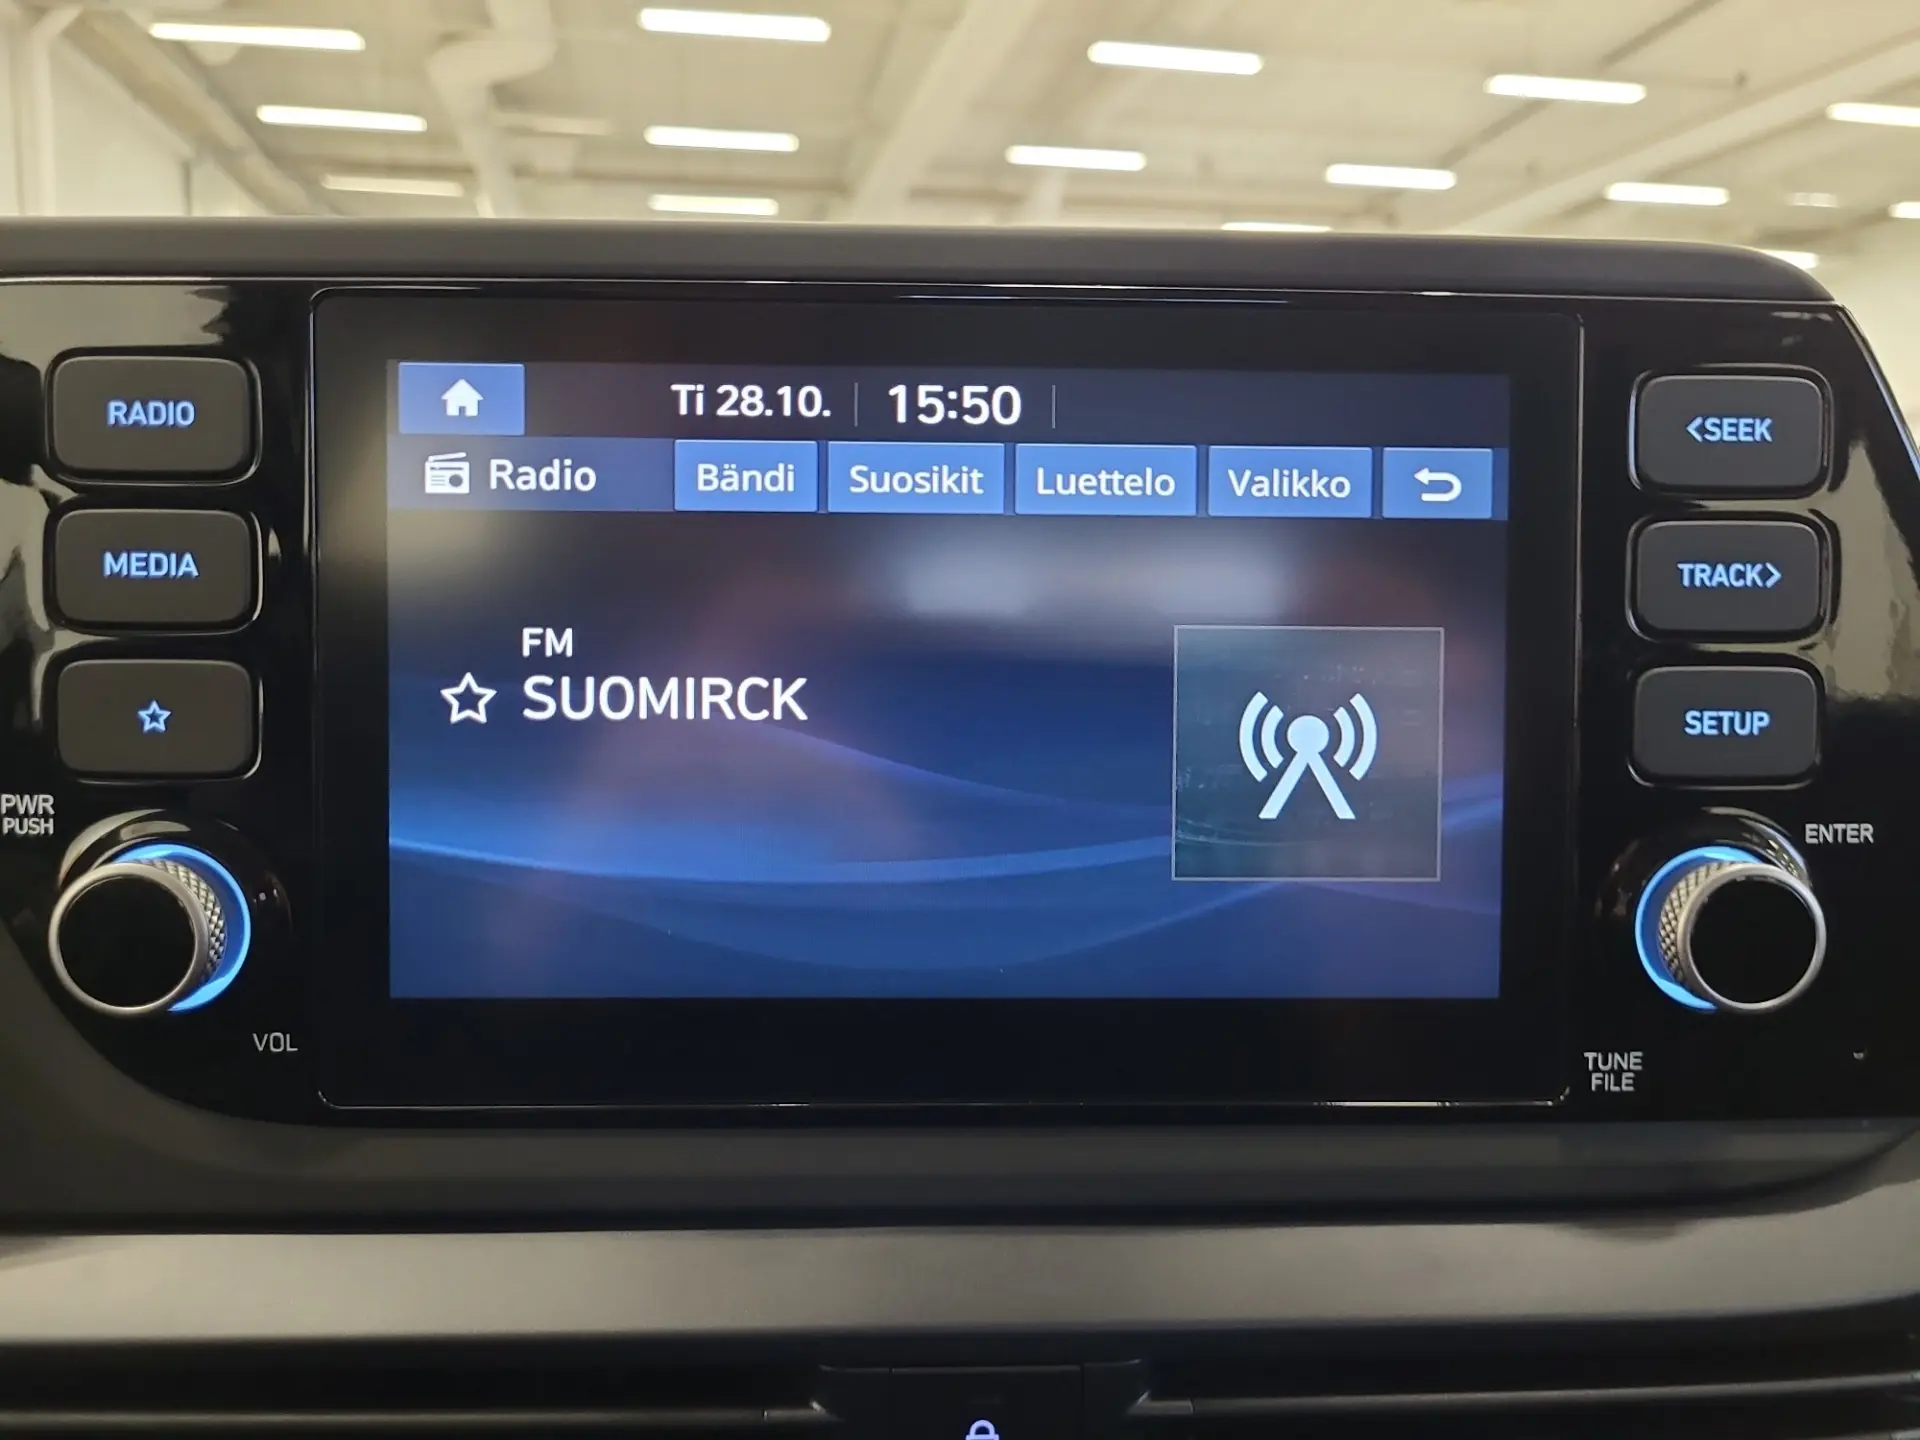 RADIO
MEDIA
PWR
PUSH
VOL
Ti 28.10. 15:50
Radio Bändi Suosikit Luettelo Valikko
FM
SUOMIRCK
<SEEK
TRACK>
SETUP
ENTER
TUNE
FILE